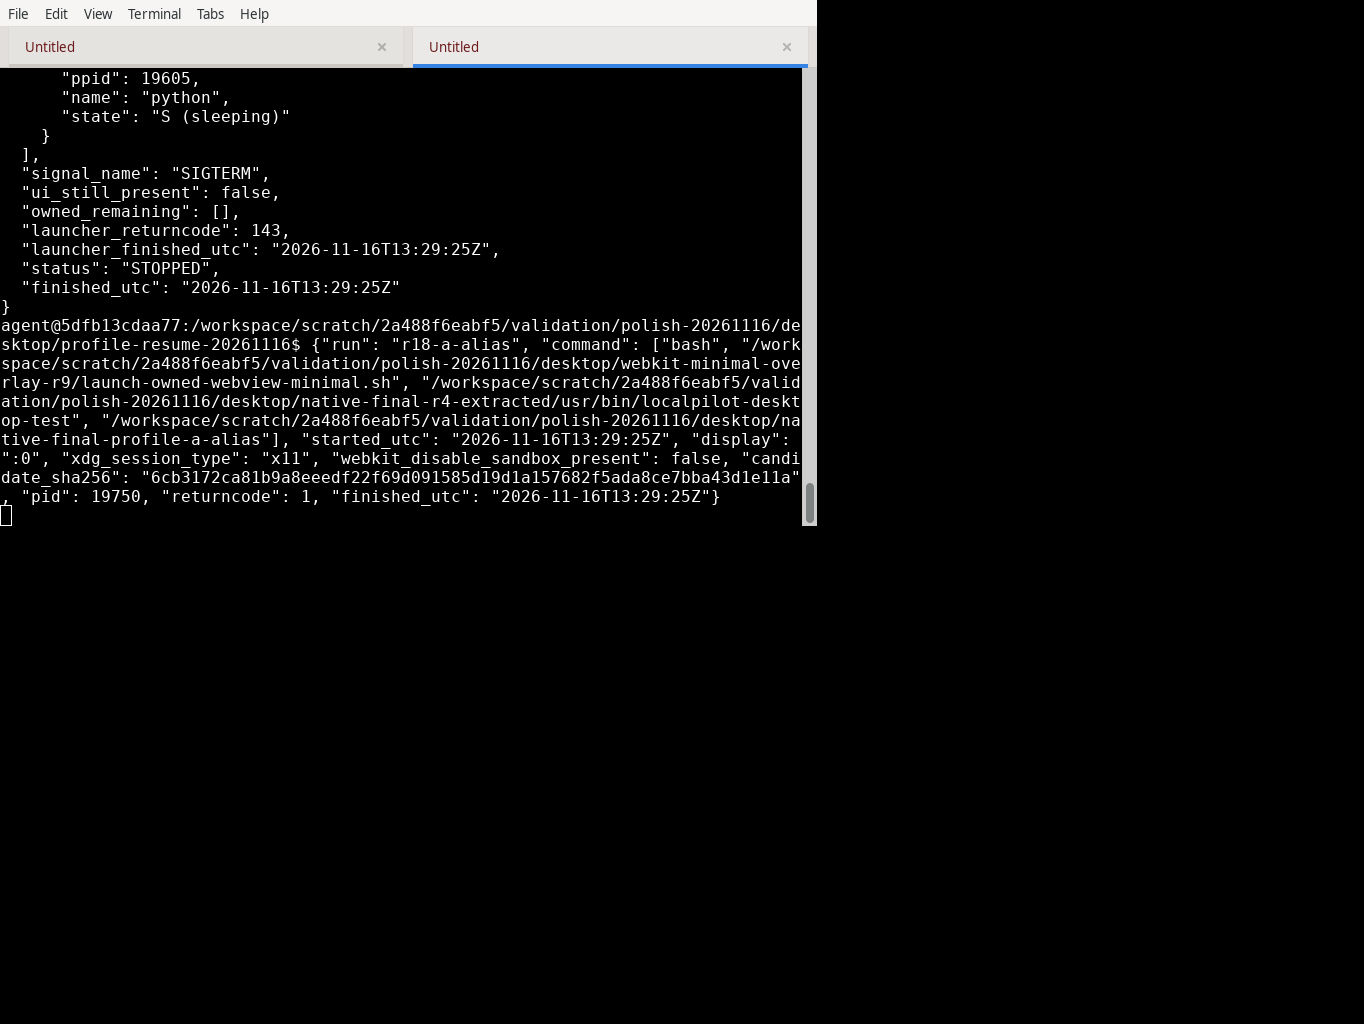 File Edit View Terminal Tabs Help
Untitled × Untitled ×
"ppid": 19605,
"name": "python",
"state": "S (sleeping)"
}
],
"signal_name": "SIGTERM",
"ui_still_present": false,
"owned_remaining": [],
"launcher_returncode": 143,
"launcher_finished_utc": "2026-11-16T13:29:25Z",
"status": "STOPPED",
"finished_utc": "2026-11-16T13:29:25Z"
}
agent@5dfb13cdaa77:/workspace/scratch/2a488f6eabf5/validation/polish-20261116/de
sktop/profile-resume-20261116$ {"run": "r18-a-alias", "command": ["bash", "/work
space/scratch/2a488f6eabf5/validation/polish-20261116/desktop/webkit-minimal-ove
rlay-r9/launch-owned-webview-minimal.sh", "/workspace/scratch/2a488f6eabf5/valid
ation/polish-20261116/desktop/native-final-r4-extracted/usr/bin/localpilot-deskt
op-test", "/workspace/scratch/2a488f6eabf5/validation/polish-20261116/desktop/na
tive-final-profile-a-alias"], "started_utc": "2026-11-16T13:29:25Z", "display":
":0", "xdg_session_type": "x11", "webkit_disable_sandbox_present": false, "candi
date_sha256": "6cb3172ca81b9a8eeedf22f69d091585d19d1a157682f5ada8ce7bba43d1e11a"
, "pid": 19750, "returncode": 1, "finished_utc": "2026-11-16T13:29:25Z"}